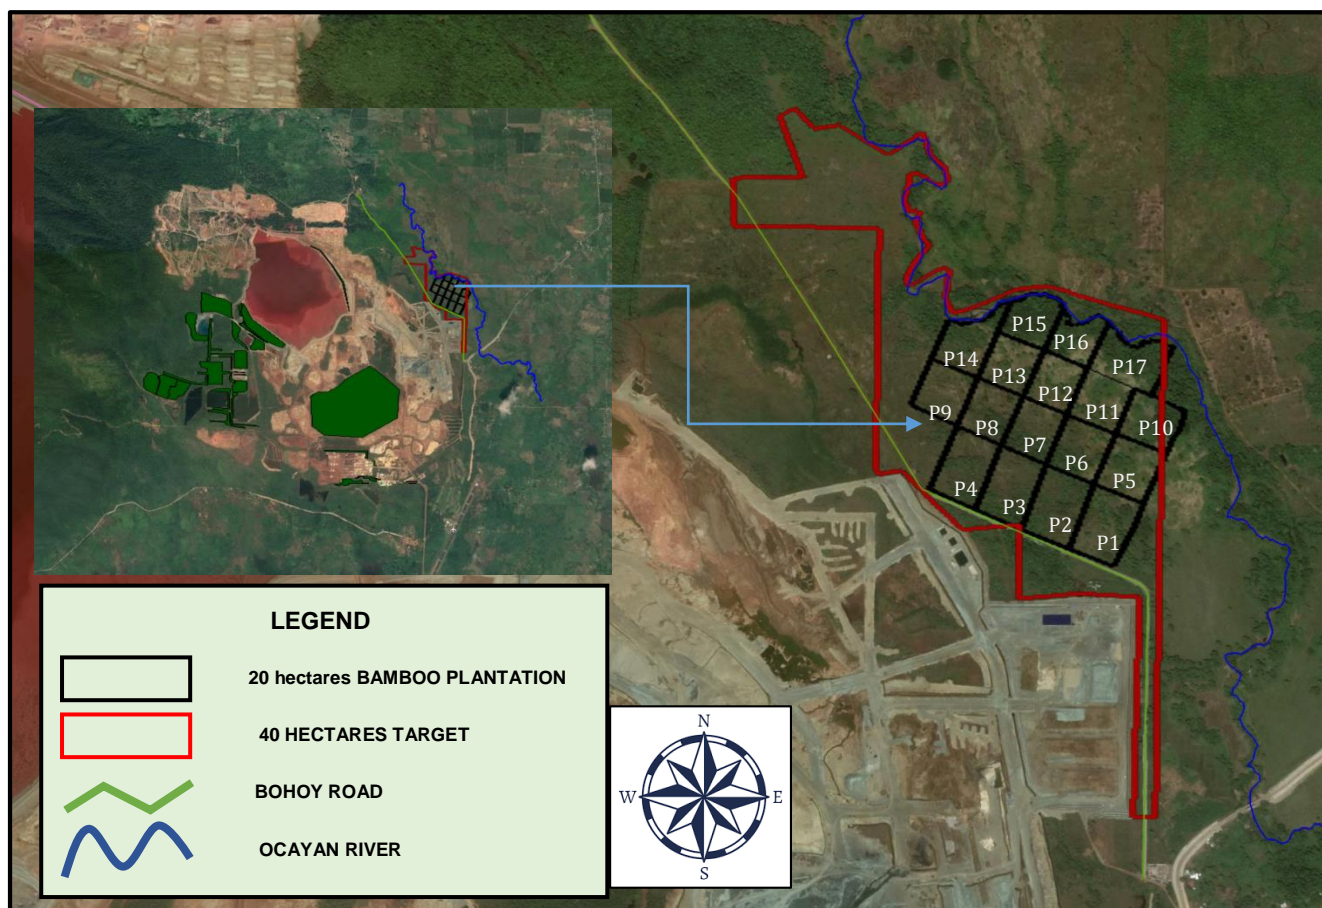 P15
P16
P14
P17
P13
P12
P11
P9
P10
P8
P7
P6
P5
P4
P3
P2
P1
LEGEND
20 hectares BAMBOO PLANTATION
40 HECTARES TARGET
BOHOY ROAD
OCAYAN RIVER
N
W
E
S